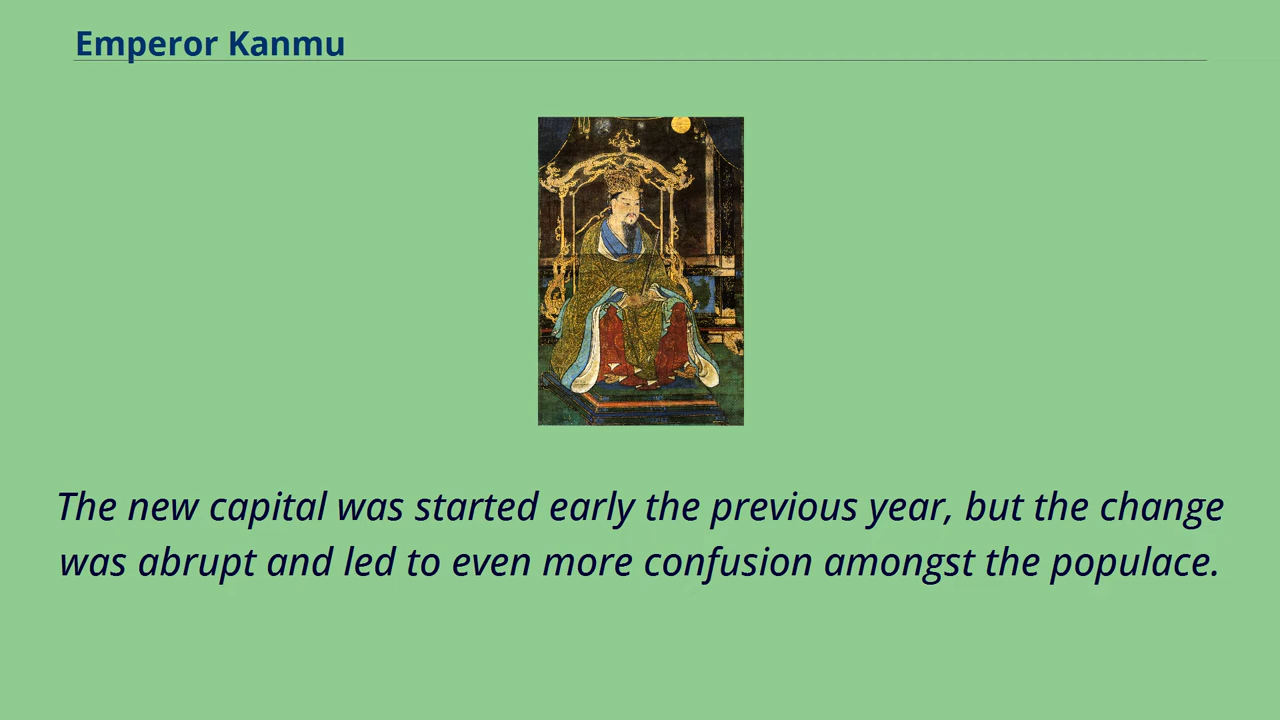 Emperor Kanmu
The new capital was started early the previous year, but the change
was abrupt and led to even more confusion amongst the populace.